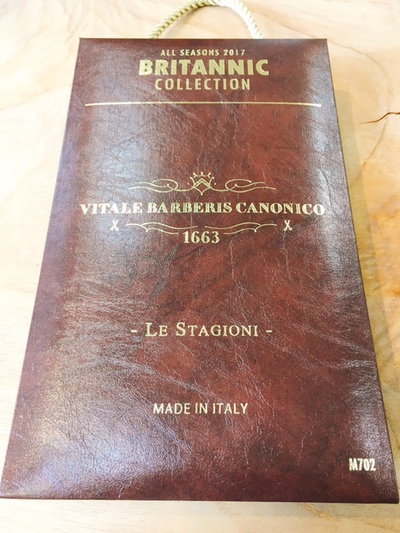 ALL SEASONS 2017
BRITANNIC
COLLECTION
VITALE BARBERIS CANONICO
1663
- LE STAGIONI -
MADE IN ITALY
M702